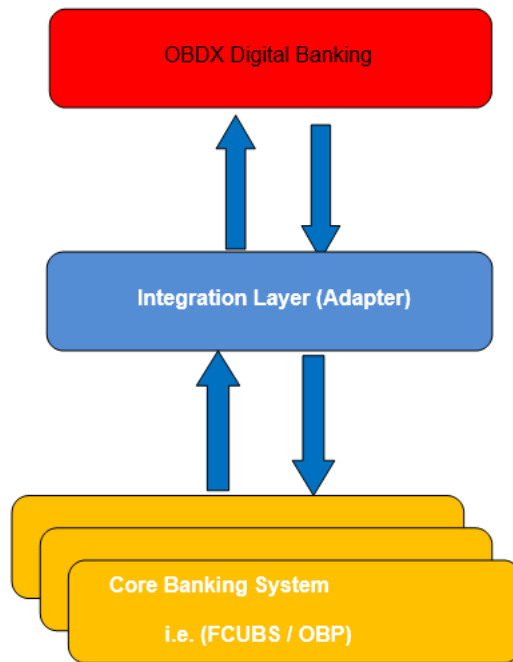 OBDX Digital Banking
Integration Layer (Adapter)
Core Banking System
i.e. (FCUBS / OBP)